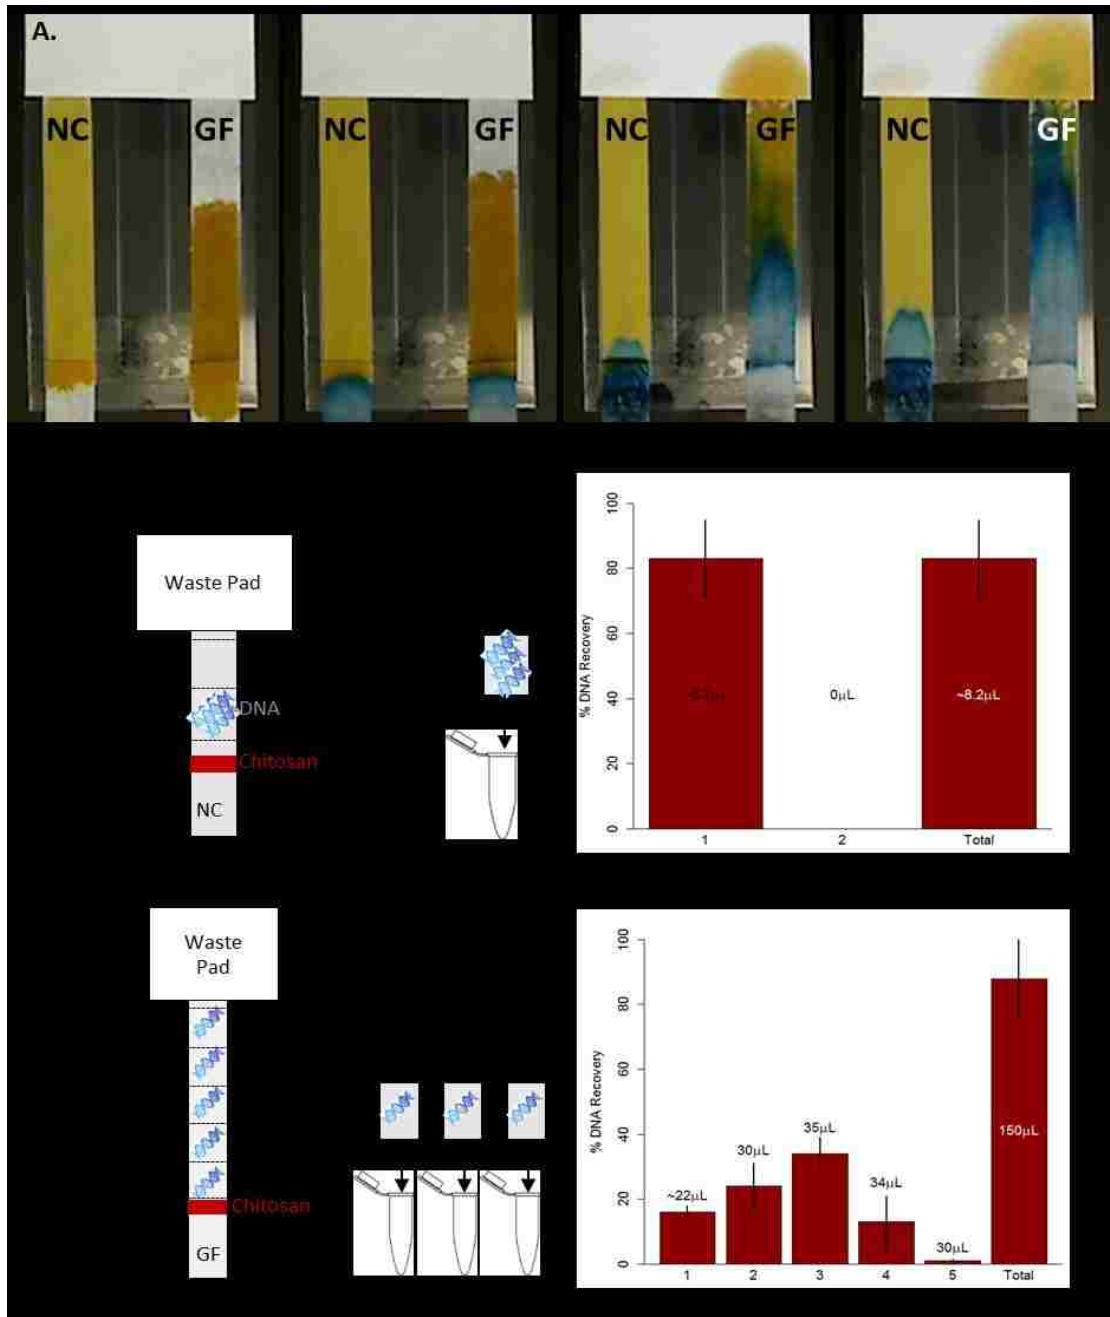 A.
NC GF NC GF NC GF NC GF
Waste Pad
DNA
Chitosan
NC
% DNA Recovery
0 20 40 60 80 100
0µL
~8.2µL
1 2 Total
Waste
Pad
Chitosan
GF
% DNA Recovery
0 20 40 60 80 100
~22µL
30µL
35µL
34µL
30µL
150µL
1 2 3 4 5 Total